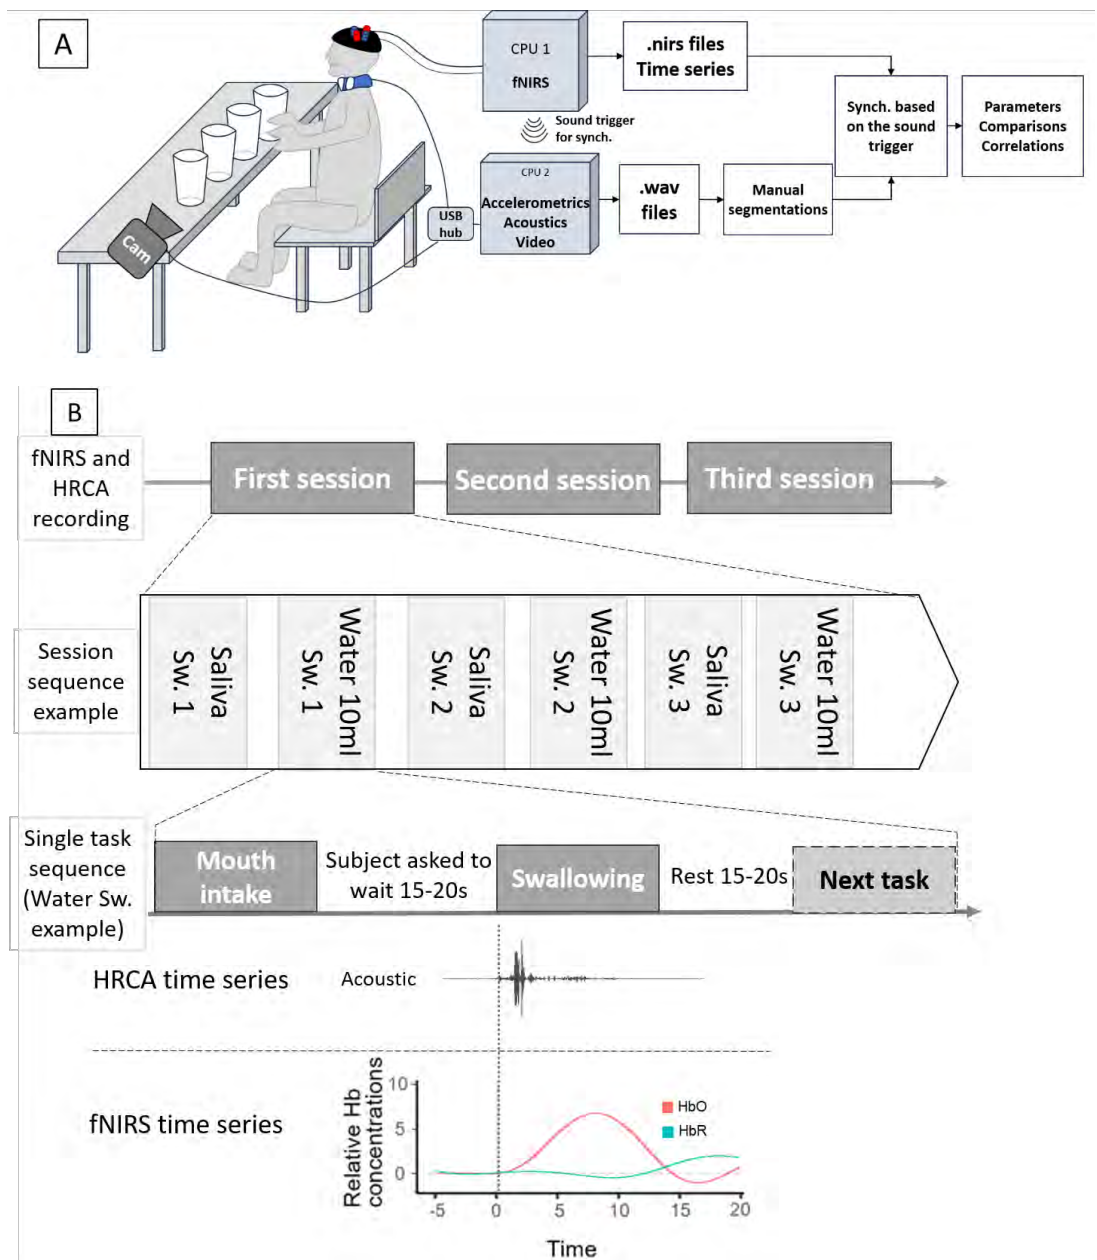 A
CPU 1
fNIRS
.nirs files
Time series
Sound trigger
for synch.
Synch. based
on the sound
trigger
Parameters
Comparisons
Correlations
CPU 2
Accelerometrics
Acoustics
Video
.wav
files
Manual
segmentations
USB
hub
Cam
B
fNIRS and
HRCA
recording
First session
Second session
Third session
Session
sequence
example
Saliva
Sw. 1
Water 10ml
Sw. 1
Saliva
Sw. 2
Water 10ml
Sw. 2
Saliva
Sw. 3
Water 10ml
Sw. 3
Single task
sequence
(Water Sw.
example)
Mouth
intake
Subject asked to
wait 15-20s
Swallowing
Rest 15-20s
Next task
HRCA time series
Acoustic
fNIRS time series
Relative Hb
concentrations
10
5
0
HbO
HbR
-5 0 5 10 15 20
Time